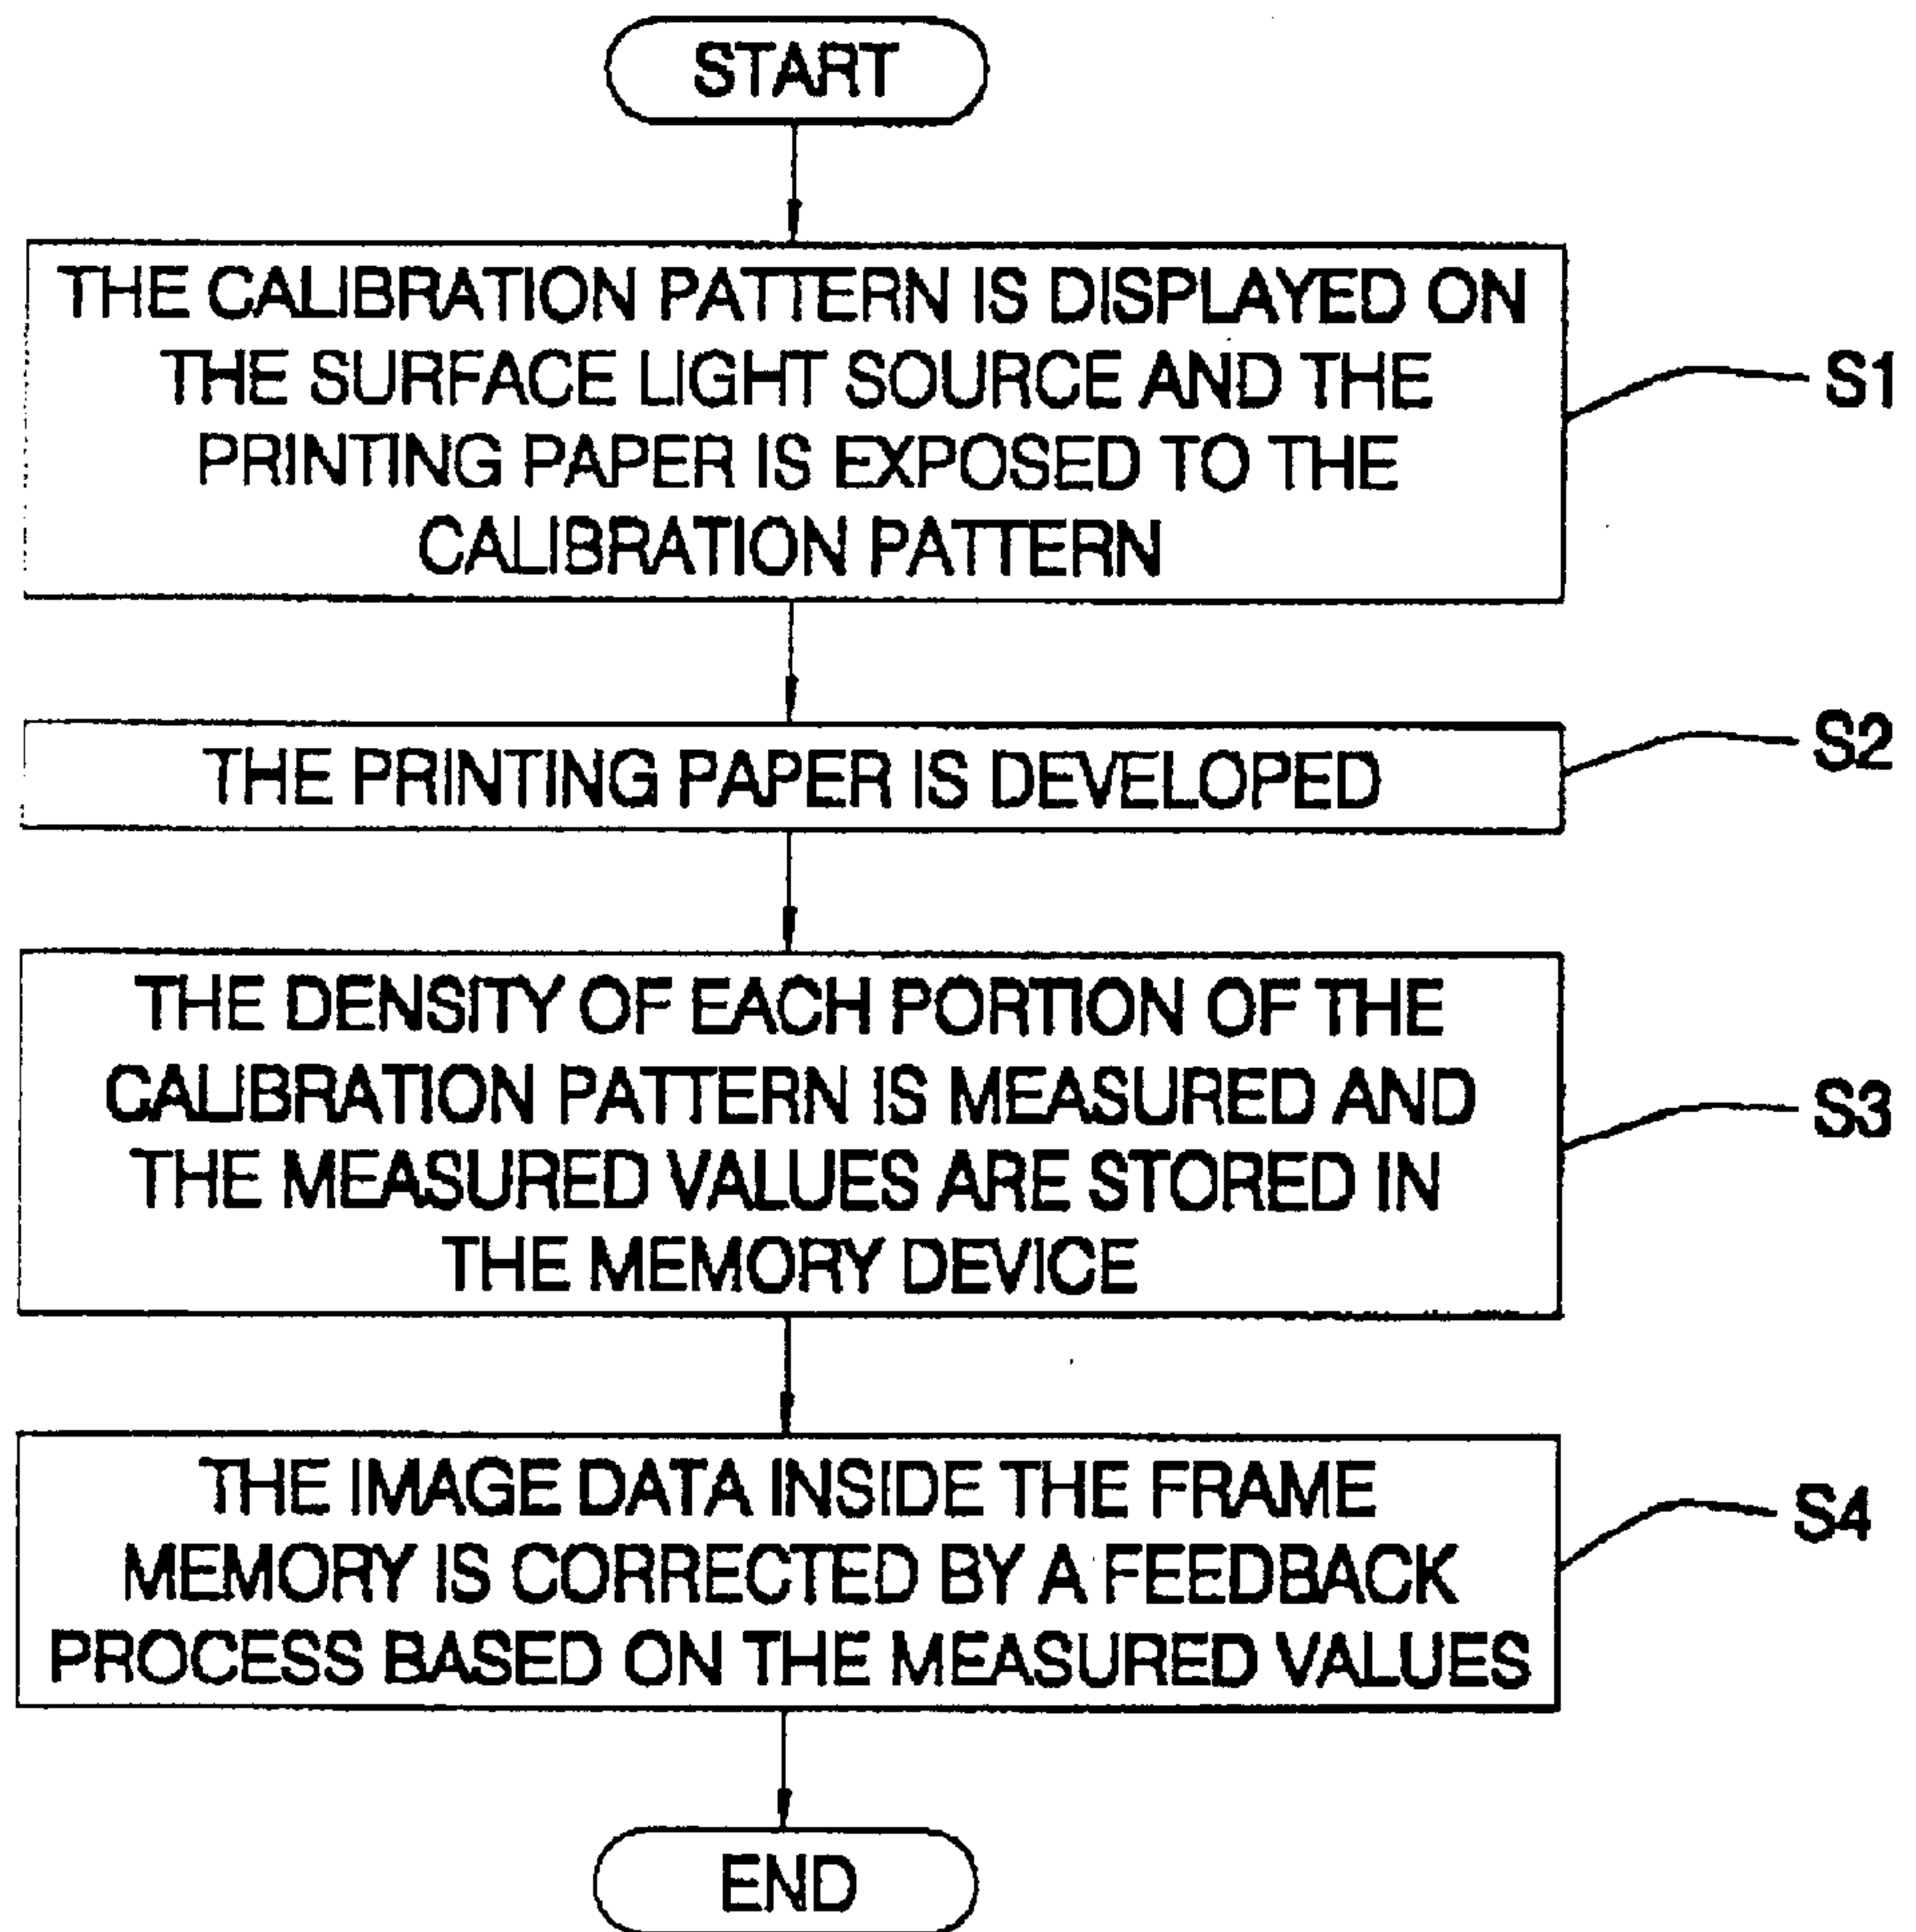 START
THE CALIBRATION PATTERN IS DISPLAYED ON
THE SURFACE LIGHT SOURCE AND THE
PRINTING PAPER IS EXPOSED TO THE
CALIBRATION PATTERN
S1
THE PRINTING PAPER IS DEVELOPED
S2
THE DENSITY OF EACH PORTION OF THE
CALIBRATION PATTERN IS MEASURED AND
THE MEASURED VALUES ARE STORED IN
THE MEMORY DEVICE
S3
THE IMAGE DATA INSIDE THE FRAME
MEMORY IS CORRECTED BY A FEEDBACK
PROCESS BASED ON THE MEASURED VALUES
S4
END